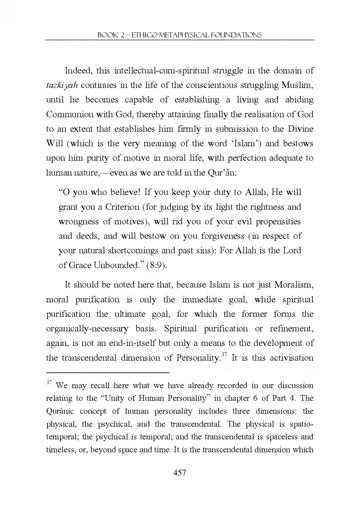 BOOK 2 – ETHICO-METAPHYSICAL FOUNDATIONS
Indeed, this intellectual-cum-spiritual struggle in the domain of
tazkiyah continues in the life of the conscientious struggling Muslim,
until he becomes capable of establishing a living and abiding
Communion with God, thereby attaining finally the realisation of God
to an extent that establishes him firmly in submission to the Divine
Will (which is the very meaning of the word ‘Islam’) and bestows
upon him purity of motive in moral life, with perfection adequate to
human nature,—even as we are told in the Qur’ān:
“O you who believe! If you keep your duty to Allah, He will
grant you a Criterion (for judging by its light the rightness and
wrongness of motives), will rid you of your evil propensities
and deeds, and will bestow on you forgiveness (in respect of
your natural shortcomings and past sins): For Allah is the Lord
of Grace Unbounded.” (8:9).
It should be noted here that, because Islam is not just Moralism,
moral purification is only the immediate goal, while spiritual
purification the ultimate goal, for which the former forms the
organically-necessary basis. Spiritual purification or refinement,
again, is not an end-in-itself but only a means to the development of
the transcendental dimension of Personality.37 It is this activisation
37 We may recall here what we have already recorded in our discussion
relating to the “Unity of Human Personality” in chapter 6 of Part 4. The
Qurānic concept of human personality includes three dimensions: the
physical, the psychical, and the transcendental. The physical is spatio-
temporal; the psychical is temporal; and the transcendental is spaceless and
timeless, or, beyond space and time. It is the transcendental dimension which
457